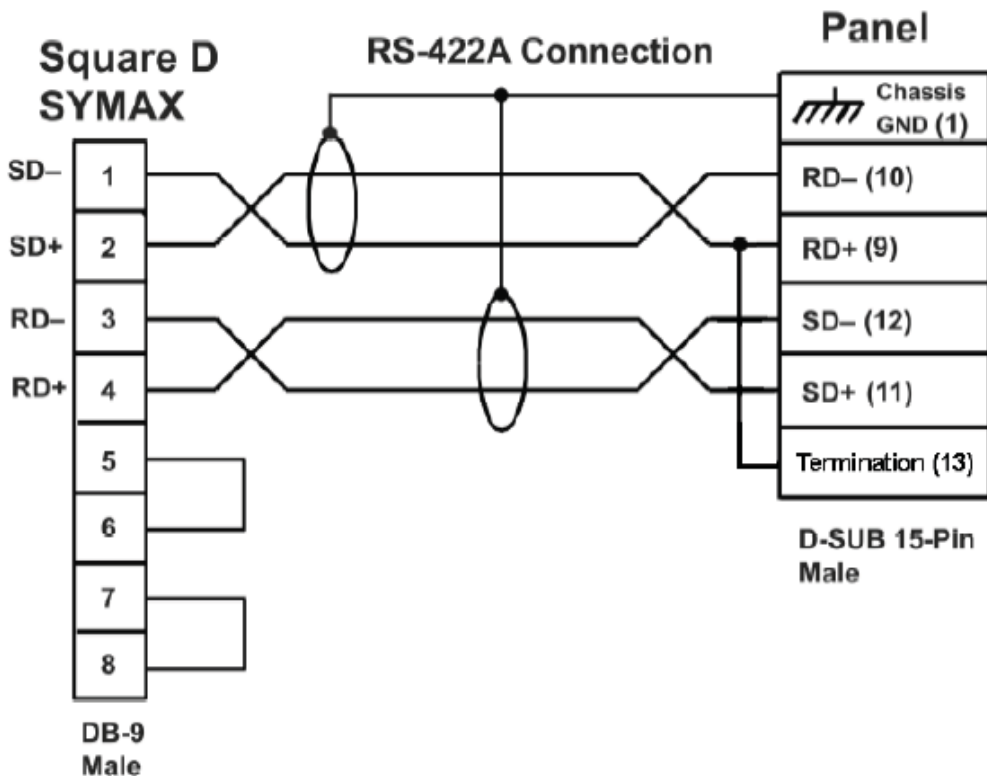 Square D
SYMAX
RS-422A Connection
Panel
SD– 1
SD+ 2
RD– 3
RD+ 4
5
6
7
8
DB-9
Male
Chassis
GND (1)
RD– (10)
RD+ (9)
SD– (12)
SD+ (11)
Termination (13)
D-SUB 15-Pin
Male